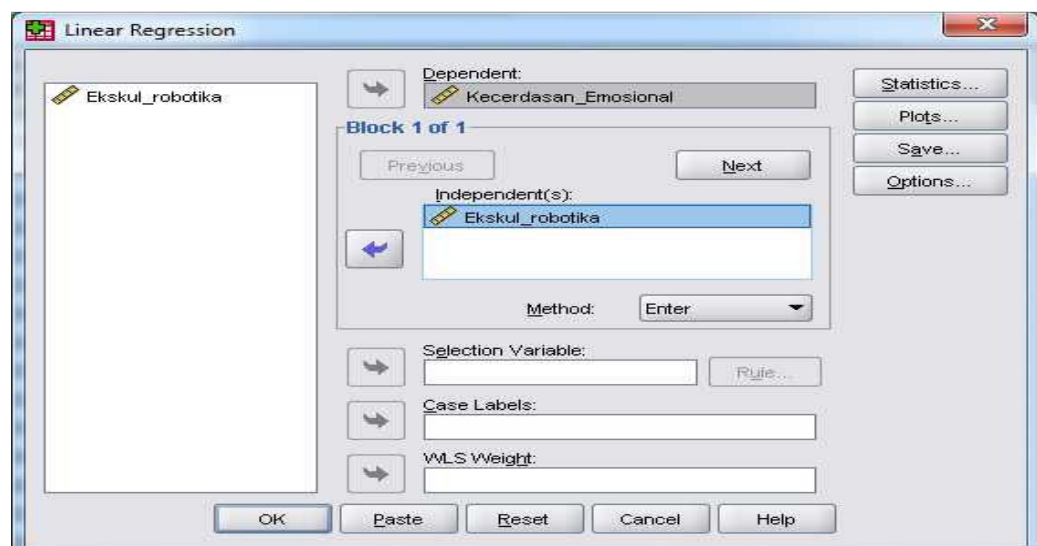 Linear Regression
Ekskul_robotika
Dependent:
Kecerdasan_Emosional
Block 1 of 1
Previous
Next
Independent(s):
Ekskul_robotika
Method:
Enter
Selection Variable:
Rule...
Case Labels:
WLS Weight:
Statistics...
Plots...
Save...
Options...
OK
Paste
Reset
Cancel
Help